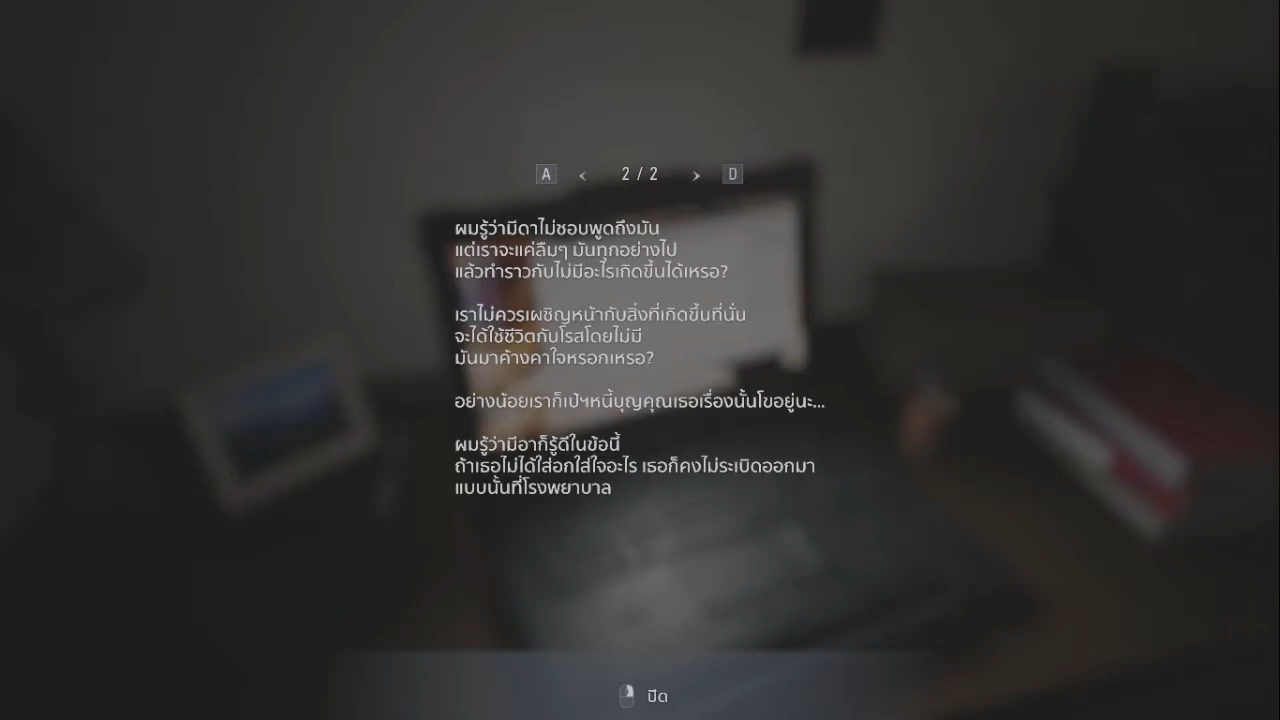 A < 2 / 2 > D
ผมรู้ว่ามีดาไม่ชอบพูดถึงมัน
แต่เราจะแค่ลืมๆ มันทุกอย่างไป
แล้วทำราวกับไม่มีอะไรเกิดขึ้นได้เหรอ?
เราไม่ควรเผชิญหน้ากับสิ่งที่เกิดขึ้นที่นั่น
จะได้ใช้ชีวิตกับโรสโดยไม่มี
มันมาค้างคาใจหรอกเหรอ?
อย่างน้อยเราก็เป๋ฯหนี้บุญคุณเธอเรื่องนั้นโขอยู่นะ...
ผมรู้ว่ามีอาก็รู้ดีในข้อนี้
ถ้าเธอไม่ได้ใส่อกใส่ใจอะไร เธอก็คงไม่ระเบิดออกมา
แบบนั้นที่โรงพยาบาล
ปิด